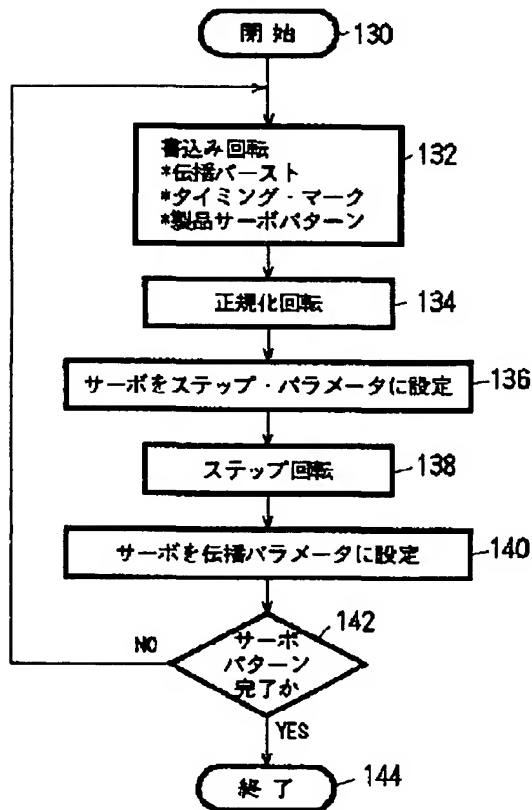 開始
130
書込み回転
*伝播バースト
*タイミング・マーク
*製品サーボパターン
132
正規化回転
134
サーボをステップ・パラメータに設定
136
ステップ回転
138
サーボを伝播パラメータに設定
140
142
NO
サーボ
パターン
完了か
YES
終了
144